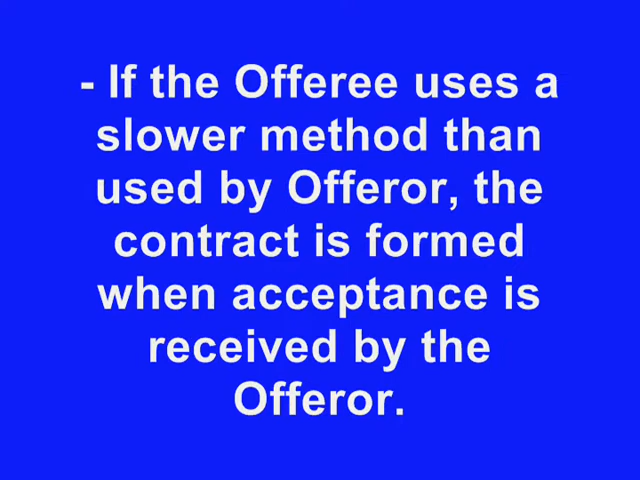 - If the Offeree uses a
slower method than
used by Offeror, the
contract is formed
when acceptance is
received by the
Offeror.